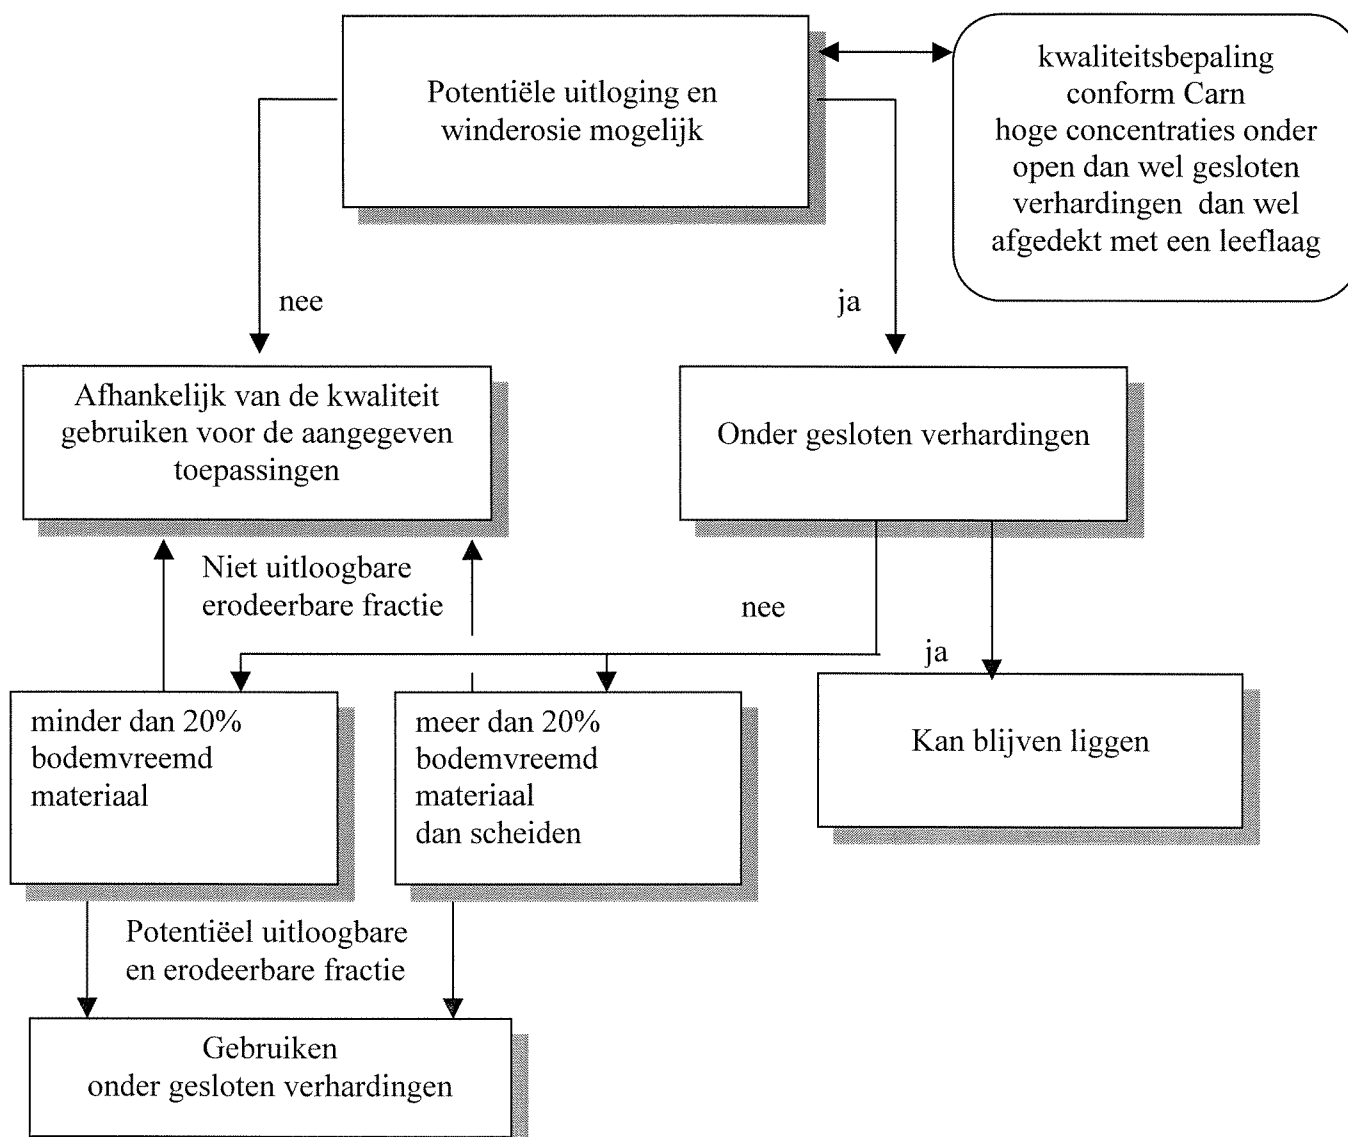 Potentiële uitloging en
winderosie mogelijk
kwaliteitsbepaling
conform Carn
hoge concentraties onder
open dan wel gesloten
verhardingen dan wel
afgedekt met een leeflaag
nee
ja
Afhankelijk van de kwaliteit
gebruiken voor de aangegeven
toepassingen
Onder gesloten verhardingen
Niet uitloogbare
erodeerbare fractie
nee
ja
minder dan 20%
bodemvreemd
materiaal
meer dan 20%
bodemvreemd
materiaal
dan scheiden
Kan blijven liggen
Potentiëel uitloogbare
en erodeerbare fractie
Gebruiken
onder gesloten verhardingen